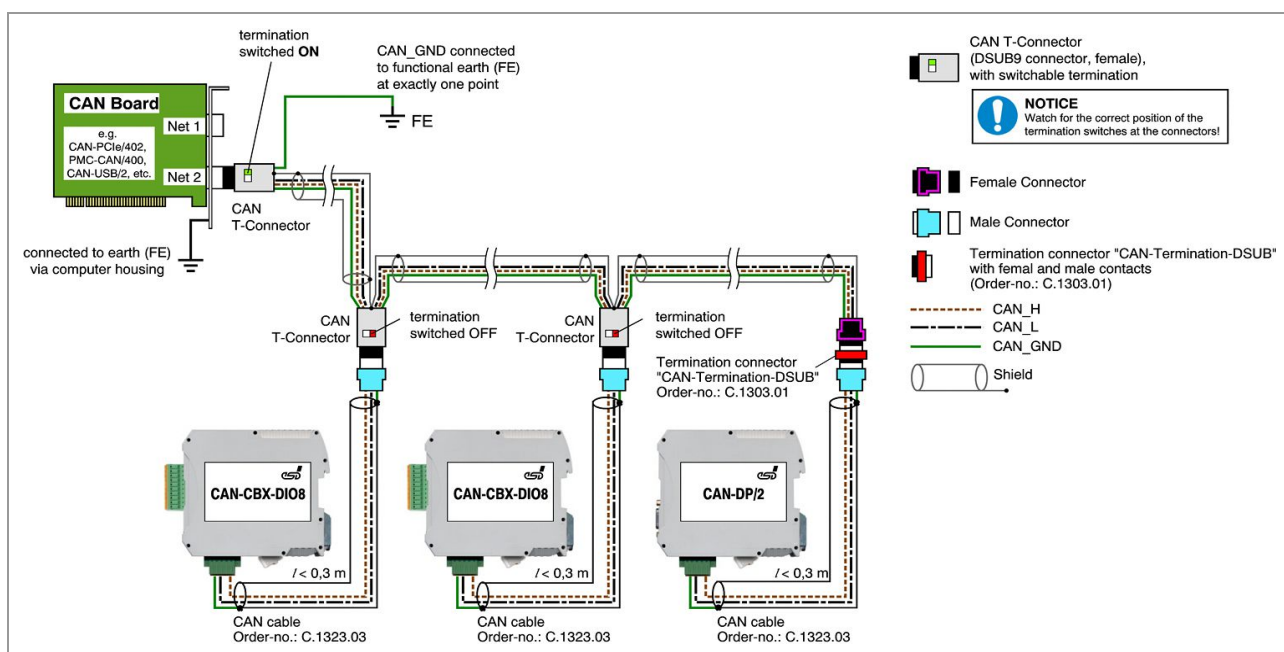 termination
switched ON
CAN_GND connected
to functional earth (FE)
at exactly one point
FE
CAN Board
e.g.
CAN-PCIe/402,
PMC-CAN/400,
CAN-USB/2, etc.
Net 1
Net 2
CAN
T-Connector
connected to earth (FE)
via computer housing
CAN
T-Connector
termination
switched OFF
CAN
T-Connector
termination
switched OFF
Termination connector
"CAN-Termination-DSUB"
Order-no.: C.1303.01
esd
CAN-CBX-DIO8
esd
CAN-CBX-DIO8
esd
CAN-DP/2
l < 0,3 m
l < 0,3 m
l < 0,3 m
CAN cable
Order-no.: C.1323.03
CAN cable
Order-no.: C.1323.03
CAN cable
Order-no.: C.1323.03
CAN T-Connector
(DSUB9 connector, female),
with switchable termination
NOTICE
Watch for the correct position of the
termination switches at the connectors!
Female Connector
Male Connector
Termination connector "CAN-Termination-DSUB"
with femal and male contacts
(Order-no.: C.1303.01)
CAN_H
CAN_L
CAN_GND
Shield